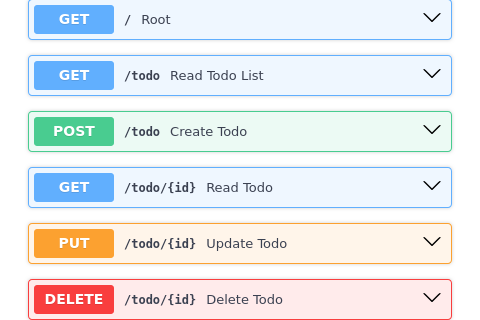 GET / Root
GET /todo Read Todo List
POST /todo Create Todo
GET /todo/{id} Read Todo
PUT /todo/{id} Update Todo
DELETE /todo/{id} Delete Todo